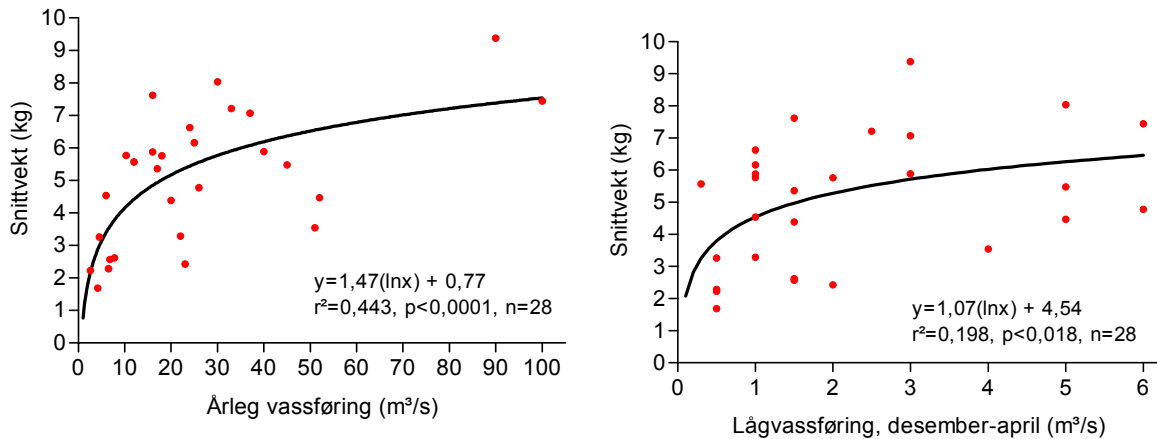 10
9
8
7
6
5
4
3
2
1
0
Snittvekt (kg)
y=1,47(lnx) + 0,77
r²=0,443, p<0,0001, n=28
0 10 20 30 40 50 60 70 80 90 100
Årleg vassføring (m³/s)
10
9
8
7
6
5
4
3
2
1
0
Snittvekt (kg)
y=1,07(lnx) + 4,54
r²=0,198, p<0,018, n=28
0 1 2 3 4 5 6
Lågvassføring, desember-april (m³/s)